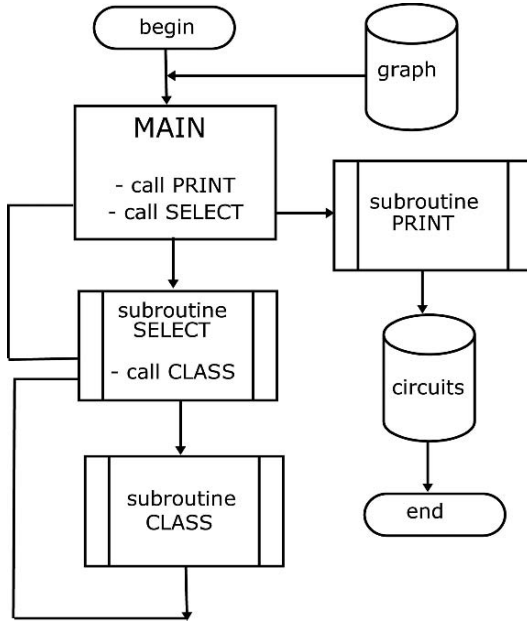 begin
graph
MAIN
- call PRINT
- call SELECT
subroutine
PRINT
subroutine
SELECT
- call CLASS
circuits
subroutine
CLASS
end